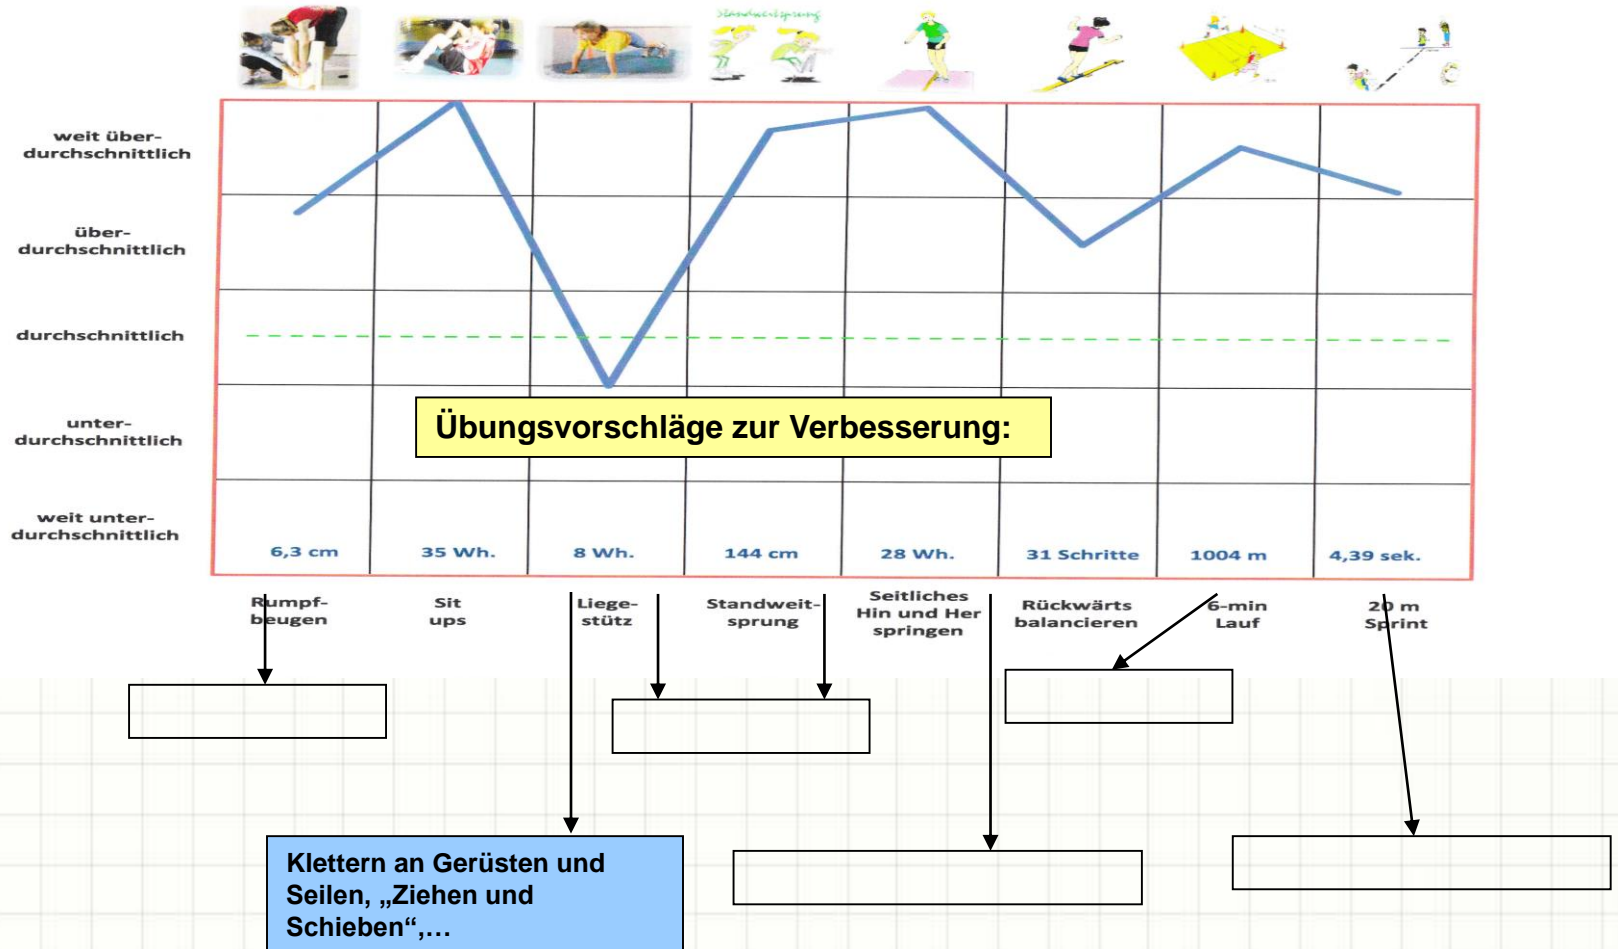 Standweitsprung
weit über-
durchschnittlich
über-
durchschnittlich
durchschnittlich
unter-
durchschnittlich
Übungsvorschläge zur Verbesserung:
weit unter-
durchschnittlich
6,3 cm
35 Wh.
8 Wh.
144 cm
28 Wh.
31 Schritte
1004 m
4,39 sek.
Rumpf-
beugen
Sit
ups
Liege-
stütz
Standweit-
sprung
Seitliches
Hin und Her
springen
Rückwärts
balancieren
6-min
Lauf
20 m
Sprint
Klettern an Gerüsten und
Seilen, „Ziehen und
Schieben“,…